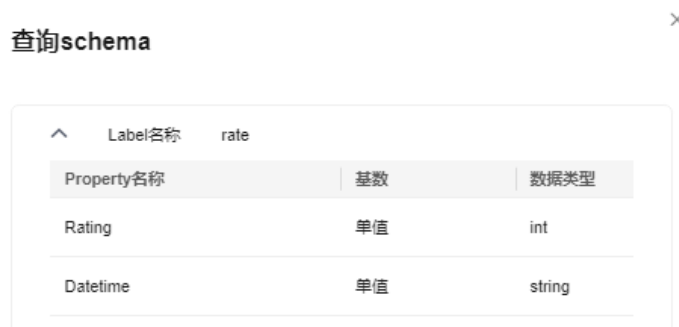 查询schema
Label名称 rate
Property名称 基数 数据类型
Rating 单值 int
Datetime 单值 string